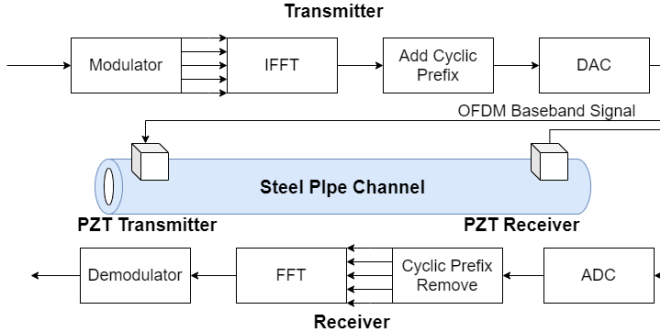 Transmitter
Modulator
IFFT
Add Cyclic
Prefix
DAC
OFDM Baseband Signal
Steel PIpe Channel
PZT Transmitter
PZT Receiver
Demodulator
FFT
Cyclic Prefix
Remove
ADC
Receiver